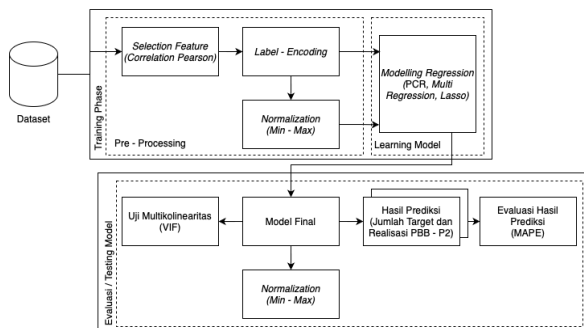 Dataset
Training Phase
Selection Feature
(Correlation Pearson)
Label - Encoding
Normalization
(Min - Max)
Pre - Processing
Modelling Regression
(PCR, Multi
Regression, Lasso)
Learning Model
Evaluasi / Testing Model
Uji Multikolinearitas
(VIF)
Model Final
Hasil Prediksi
(Jumlah Target dan
Realisasi PBB - P2)
Evaluasi Hasil
Prediksi
(MAPE)
Normalization
(Min - Max)